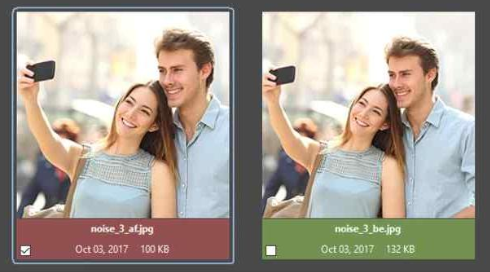 noise_3_af.jpg
Oct 03, 2017 100 KB
noise_3_be.jpg
Oct 03, 2017 132 KB